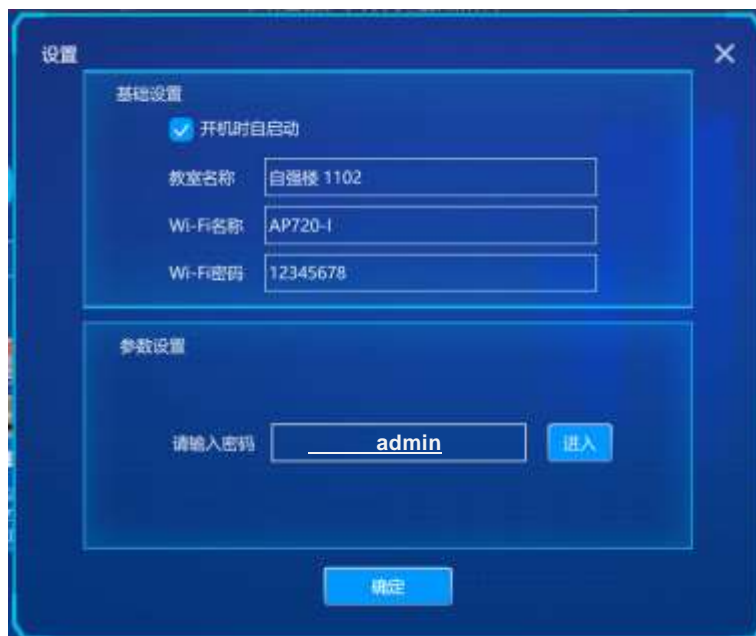 设置
基础设置
开机时自启动
教室名称 自强楼 1102
Wi-Fi名称 AP720-I
Wi-Fi密码 12345678
参数设置
请输入密码 admin 进入
确定